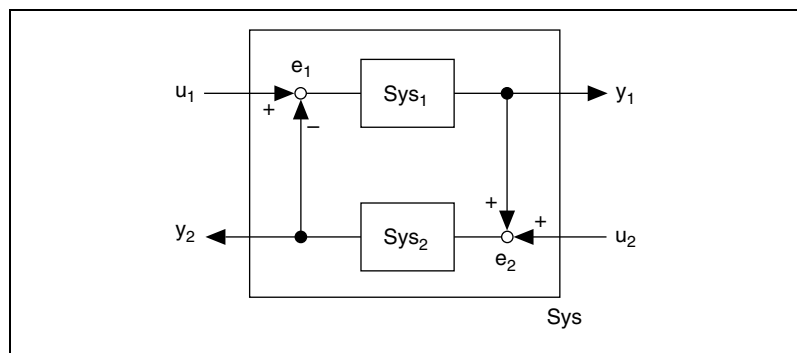 e₁
u₁ + Sys₁ y₁
−
+ +
y₂ Sys₂ u₂
e₂
Sys